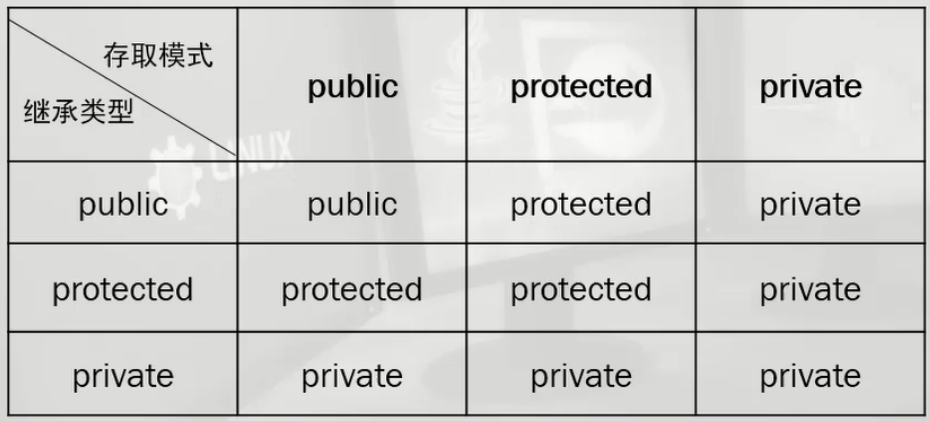 存取模式
继承类型
public protected private
public public protected private
protected protected protected private
private private private private
LINUX